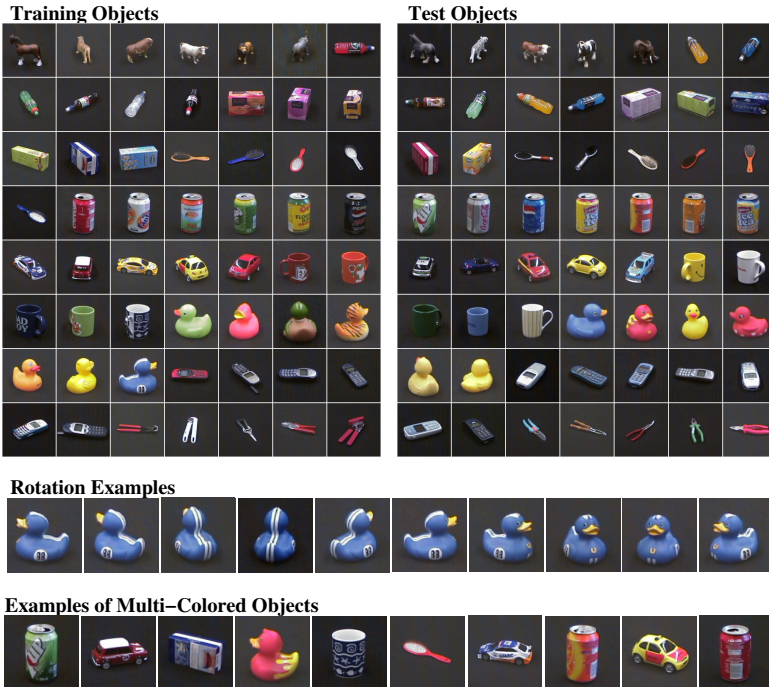 Training Objects
Test Objects
Rotation Examples
Examples of Multi−Colored Objects